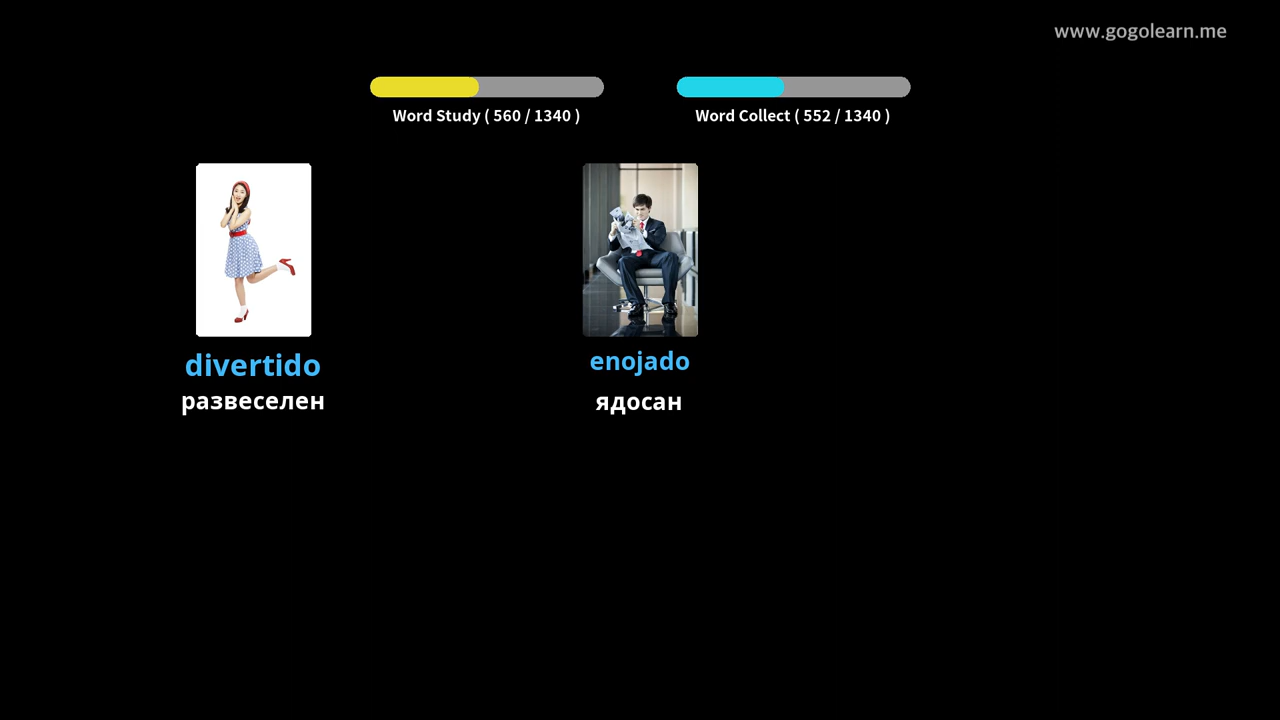 www.gogolearn.me
Word Study ( 560 / 1340 )
Word Collect ( 552 / 1340 )
divertido
развеселен
enojado
ядосан